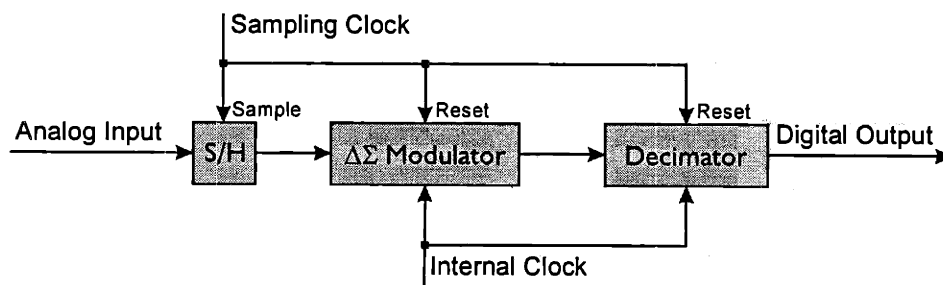 Sampling Clock
Sample
Reset
Reset
Analog Input
S/H
ΔΣ Modulator
Decimator
Digital Output
Internal Clock